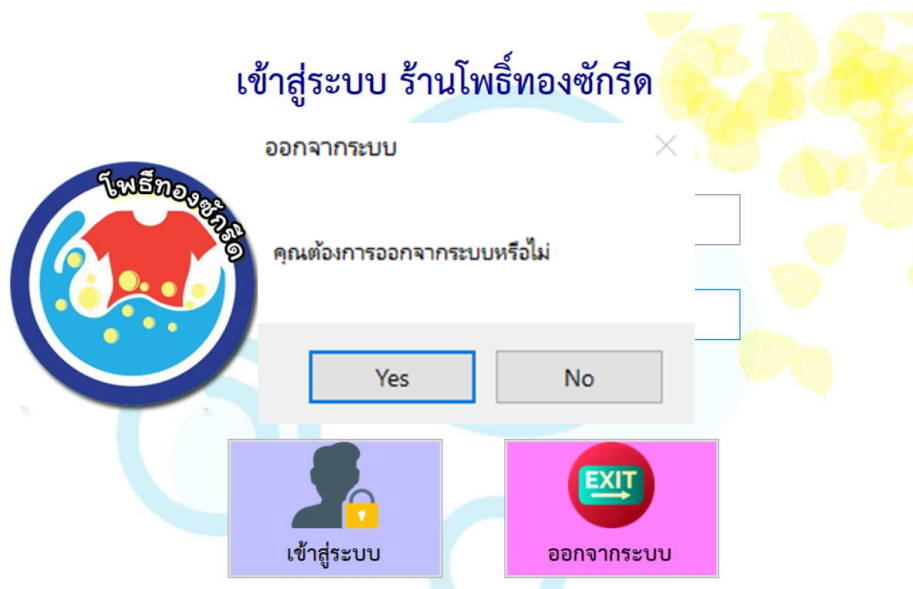 เข้าสู่ระบบ ร้านโพธิ์ทองซักรีด
ออกจากระบบ
โพธิ์ทองซักรีด
คุณต้องการออกจากระบบหรือไม่
Yes
No
EXIT
เข้าสู่ระบบ
ออกจากระบบ